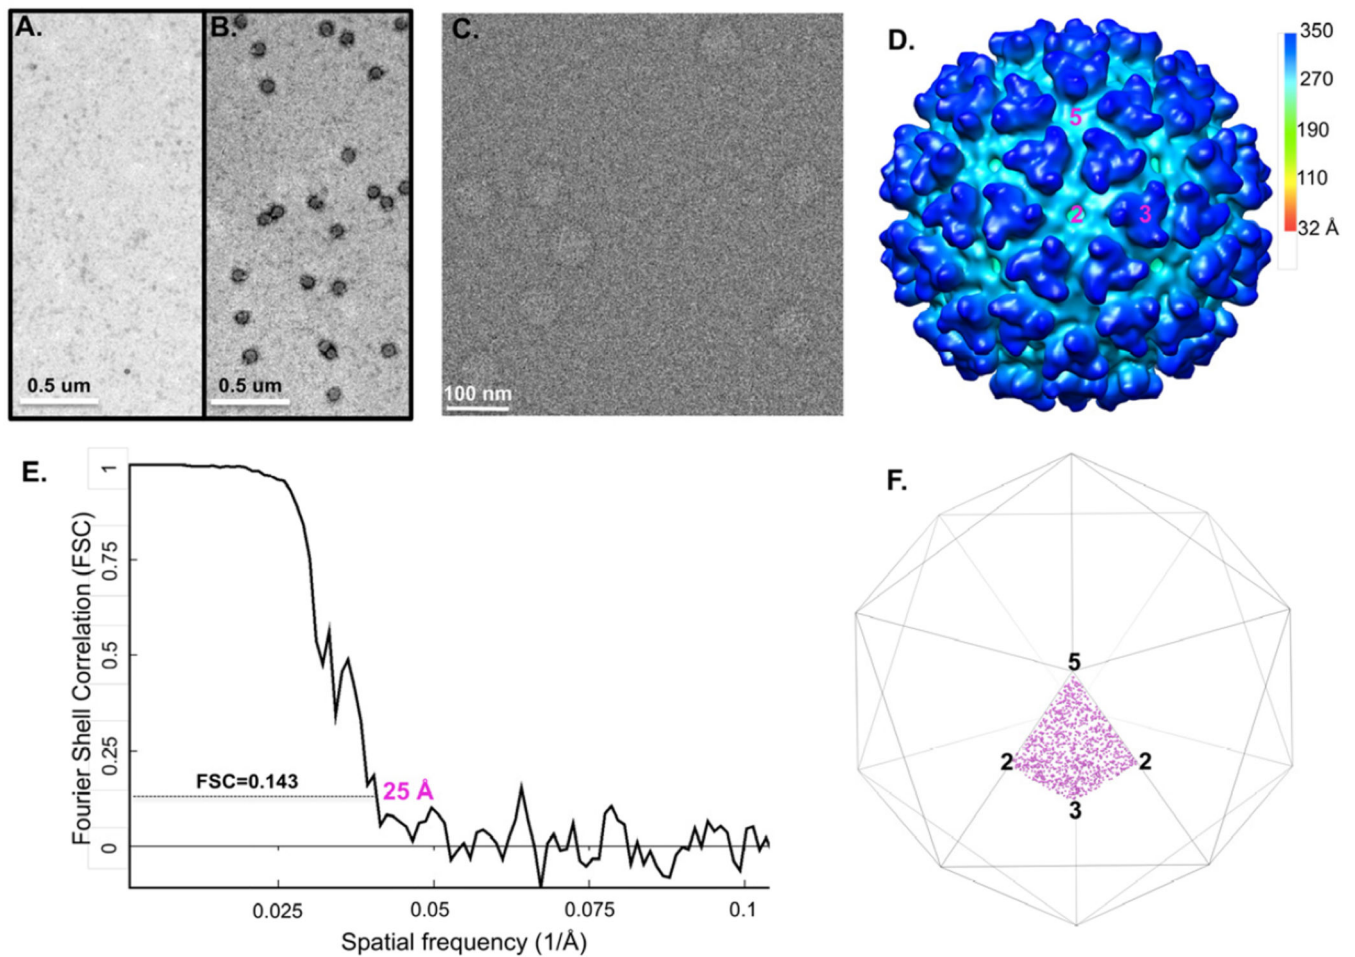 A.
B.
C.
D.
0.5 um
0.5 um
100 nm
5
2
3
350
270
190
110
32 Å
E.
Fourier Shell Correlation (FSC)
1
0.75
0.5
0.25
0
FSC=0.143
25 Å
0.025
0.05
0.075
0.1
Spatial frequency (1/Å)
F.
5
2
2
3